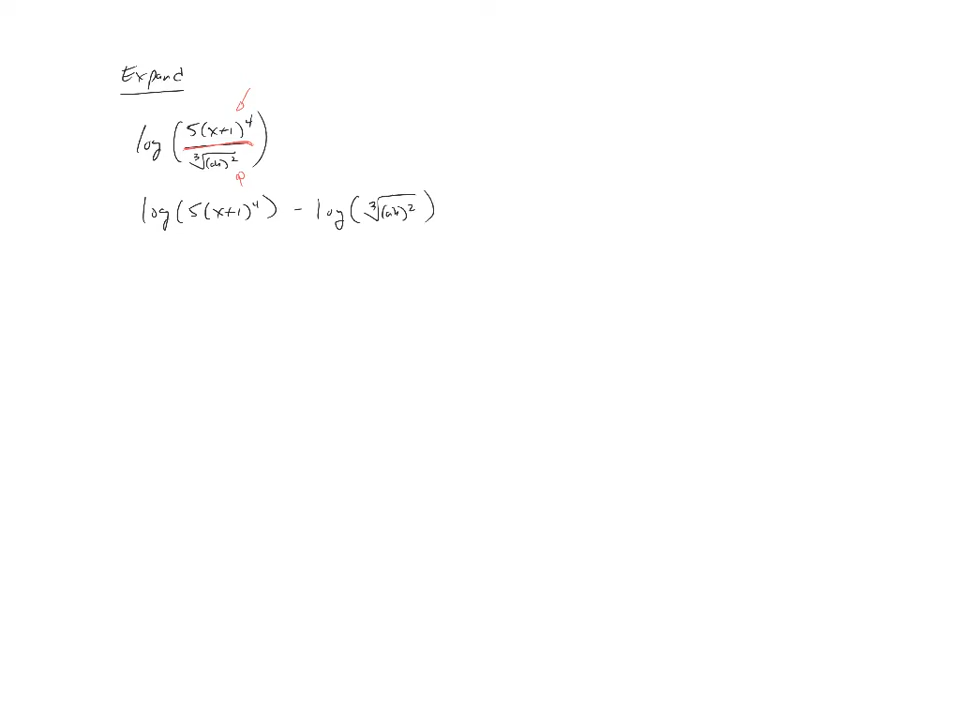 Expand
log(5(x+1)^4 / ∛(ab)^2)
log(5(x+1)^4) - log(∛(ab)^2)